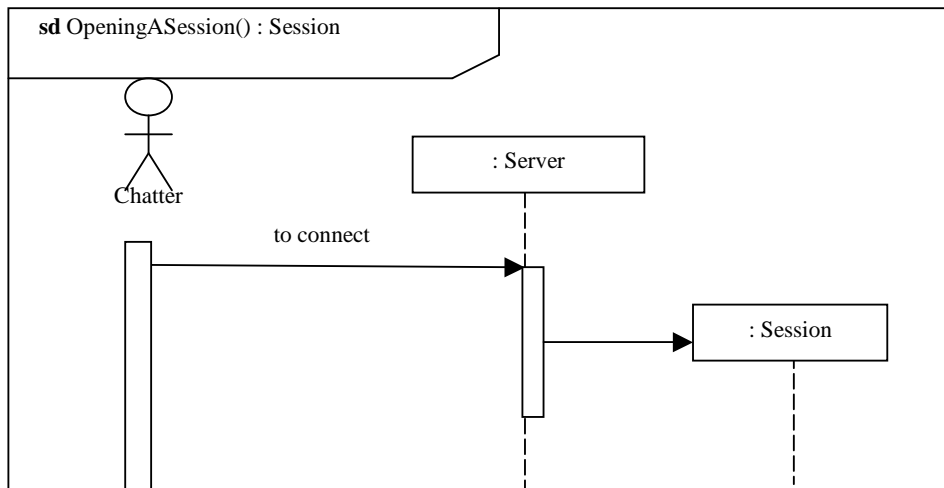 sd OpeningASession() : Session
: Server
Chatter
to connect
: Session